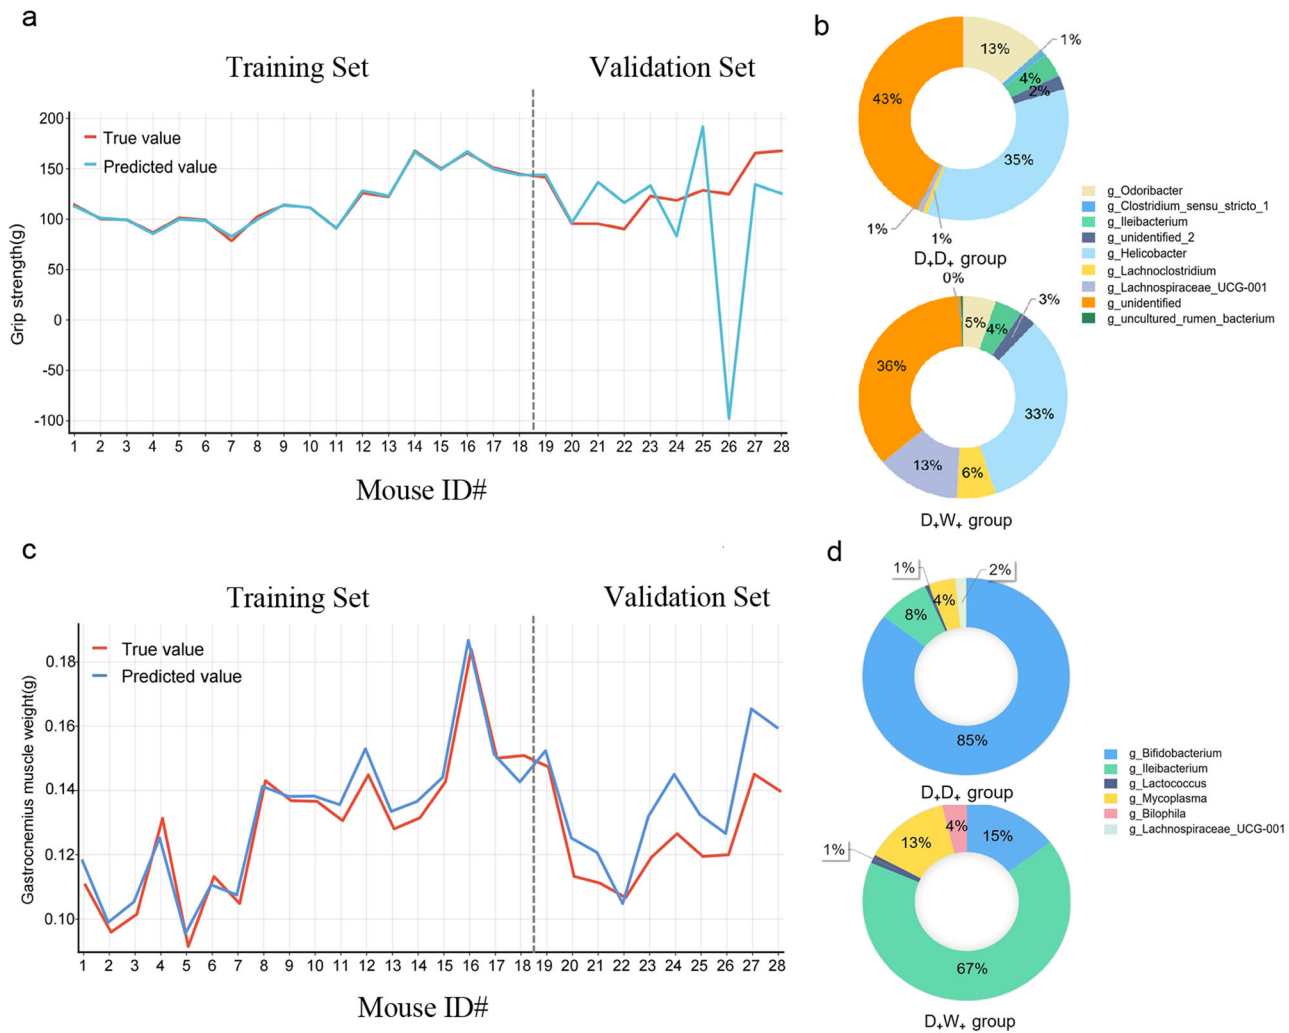 a
Training Set
Validation Set
200
150
100
50
0
-50
-100
True value
Predicted value
Grip strength(g)
1 2 3 4 5 6 7 8 9 10 11 12 13 14 15 16 17 18 19 20 21 22 23 24 25 26 27 28
Mouse ID#
b
13%
1%
4%
2%
35%
1%
1%
43%
D+D+ group
0%
5%
4%
3%
33%
6%
13%
36%
D+W+ group
g_Odoribacter
g_Clostridium_sensu_stricto_1
g_Ileibacterium
g_unidentified_2
g_Helicobacter
g_Lachnoclostridium
g_Lachnospiraceae_UCG-001
g_unidentified
g_uncultured_rumen_bacterium
c
Training Set
Validation Set
0.18
0.16
0.14
0.12
0.10
True value
Predicted value
Gastrocnemius muscle weight(g)
1 2 3 4 5 6 7 8 9 10 11 12 13 14 15 16 17 18 19 20 21 22 23 24 25 26 27 28
Mouse ID#
d
1%
2%
4%
8%
85%
D+D+ group
4%
15%
13%
1%
67%
D+W+ group
g_Bifidobacterium
g_Ileibacterium
g_Lactococcus
g_Mycoplasma
g_Bilophila
g_Lachnospiraceae_UCG-001